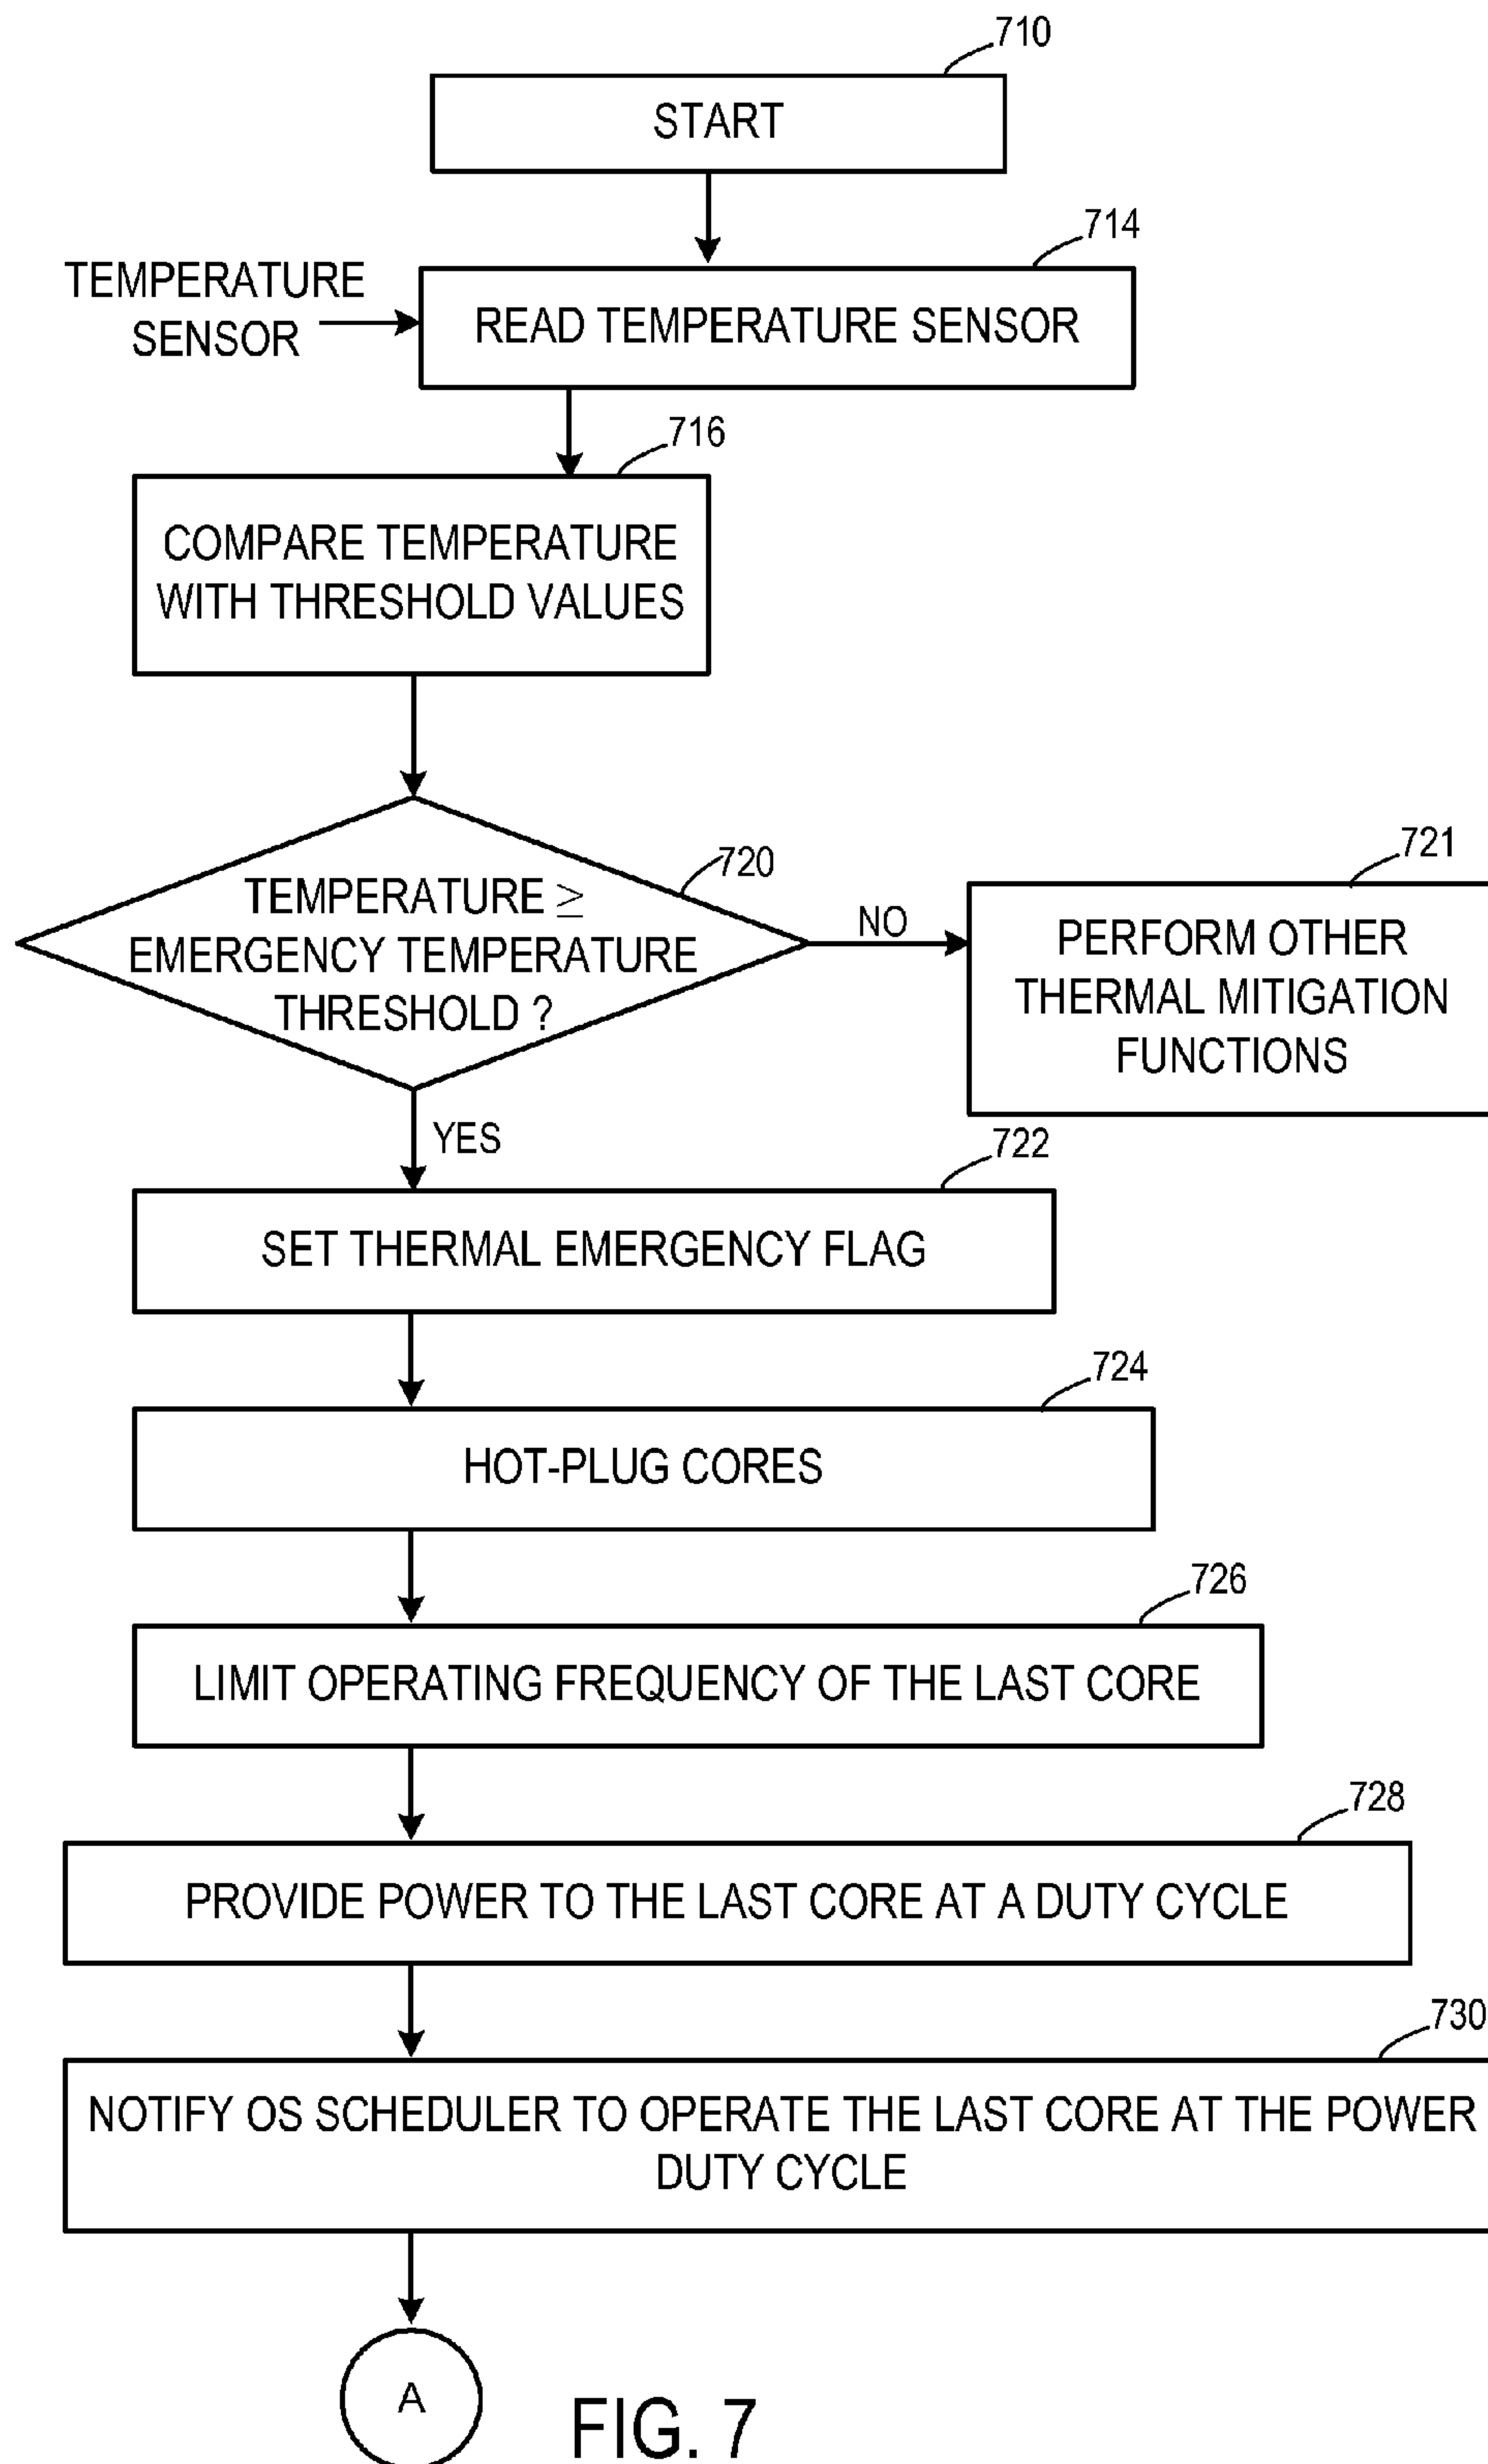 710
START
714
TEMPERATURE
SENSOR
READ TEMPERATURE SENSOR
716
COMPARE TEMPERATURE
WITH THRESHOLD VALUES
720
TEMPERATURE ≥
EMERGENCY TEMPERATURE
THRESHOLD ?
NO
721
PERFORM OTHER
THERMAL MITIGATION
FUNCTIONS
YES
722
SET THERMAL EMERGENCY FLAG
724
HOT-PLUG CORES
726
LIMIT OPERATING FREQUENCY OF THE LAST CORE
728
PROVIDE POWER TO THE LAST CORE AT A DUTY CYCLE
730
NOTIFY OS SCHEDULER TO OPERATE THE LAST CORE AT THE POWER
DUTY CYCLE
A
FIG. 7